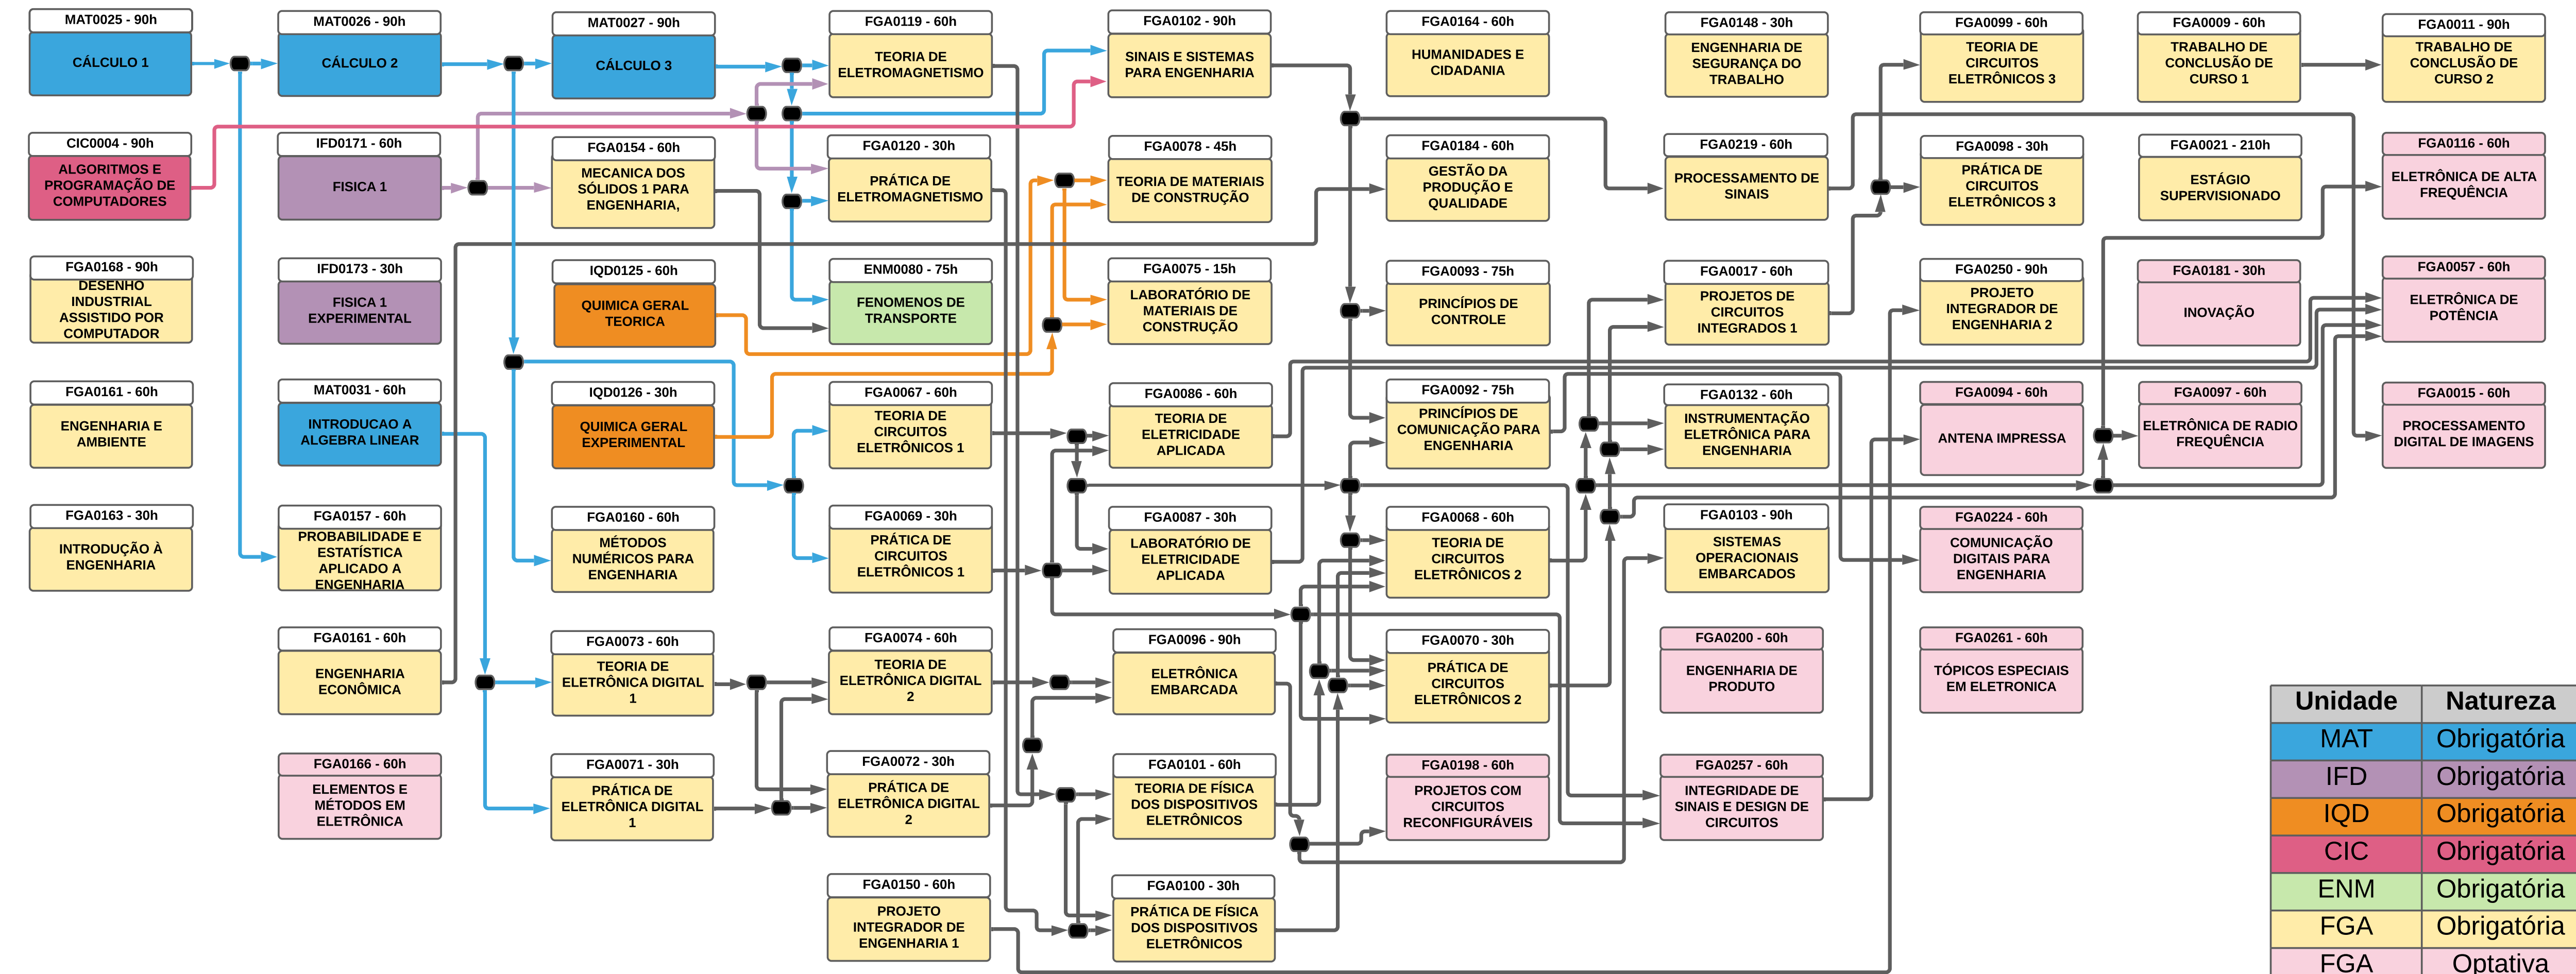 MAT0025 - 90h
CÁLCULO 1
MAT0026 - 90h
CÁLCULO 2
MAT0027 - 90h
CÁLCULO 3
FGA0119 - 60h
TEORIA DE
ELETROMAGNETISMO
FGA0102 - 90h
SINAIS E SISTEMAS
PARA ENGENHARIA
FGA0164 - 60h
HUMANIDADES E
CIDADANIA
FGA0148 - 30h
ENGENHARIA DE
SEGURANÇA DO
TRABALHO
FGA0099 - 60h
TEORIA DE
CIRCUITOS
ELETRÔNICOS 3
FGA0009 - 60h
TRABALHO DE
CONCLUSÃO DE
CURSO 1
FGA0011 - 90h
TRABALHO DE
CONCLUSÃO DE
CURSO 2
CIC0004 - 90h
ALGORITMOS E
PROGRAMAÇÃO DE
COMPUTADORES
IFD0171 - 60h
FISICA 1
FGA0154 - 60h
MECANICA DOS
SÓLIDOS 1 PARA
ENGENHARIA,
FGA0120 - 30h
PRÁTICA DE
ELETROMAGNETISMO
FGA0078 - 45h
TEORIA DE MATERIAIS
DE CONSTRUÇÃO
FGA0184 - 60h
GESTÃO DA
PRODUÇÃO E
QUALIDADE
FGA0219 - 60h
PROCESSAMENTO DE
SINAIS
FGA0098 - 30h
PRÁTICA DE
CIRCUITOS
ELETRÔNICOS 3
FGA0021 - 210h
ESTÁGIO
SUPERVISIONADO
FGA0116 - 60h
ELETRÔNICA DE ALTA
FREQUÊNCIA
FGA0168 - 90h
DESENHO
INDUSTRIAL
ASSISTIDO POR
COMPUTADOR
IFD0173 - 30h
FISICA 1
EXPERIMENTAL
IQD0125 - 60h
QUIMICA GERAL
TEORICA
ENM0080 - 75h
FENOMENOS DE
TRANSPORTE
FGA0075 - 15h
LABORATÓRIO DE
MATERIAIS DE
CONSTRUÇÃO
FGA0093 - 75h
PRINCÍPIOS DE
CONTROLE
FGA0017 - 60h
PROJETOS DE
CIRCUITOS
INTEGRADOS 1
FGA0250 - 90h
PROJETO
INTEGRADOR DE
ENGENHARIA 2
FGA0181 - 30h
INOVAÇÃO
FGA0057 - 60h
ELETRÔNICA DE
POTÊNCIA
FGA0161 - 60h
ENGENHARIA E
AMBIENTE
MAT0031 - 60h
INTRODUCAO A
ALGEBRA LINEAR
IQD0126 - 30h
QUIMICA GERAL
EXPERIMENTAL
FGA0067 - 60h
TEORIA DE
CIRCUITOS
ELETRÔNICOS 1
FGA0086 - 60h
TEORIA DE
ELETRICIDADE
APLICADA
FGA0092 - 75h
PRINCÍPIOS DE
COMUNICAÇÃO PARA
ENGENHARIA
FGA0132 - 60h
INSTRUMENTAÇÃO
ELETRÔNICA PARA
ENGENHARIA
FGA0094 - 60h
ANTENA IMPRESSA
FGA0097 - 60h
ELETRÔNICA DE RADIO
FREQUÊNCIA
FGA0015 - 60h
PROCESSAMENTO
DIGITAL DE IMAGENS
FGA0163 - 30h
INTRODUÇÃO À
ENGENHARIA
FGA0157 - 60h
PROBABILIDADE E
ESTATÍSTICA
APLICADO A
ENGENHARIA
FGA0160 - 60h
MÉTODOS
NUMÉRICOS PARA
ENGENHARIA
FGA0069 - 30h
PRÁTICA DE
CIRCUITOS
ELETRÔNICOS 1
FGA0087 - 30h
LABORATÓRIO DE
ELETRICIDADE
APLICADA
FGA0068 - 60h
TEORIA DE
CIRCUITOS
ELETRÔNICOS 2
FGA0103 - 90h
SISTEMAS
OPERACIONAIS
EMBARCADOS
FGA0224 - 60h
COMUNICAÇÃO
DIGITAIS PARA
ENGENHARIA
FGA0161 - 60h
ENGENHARIA
ECONÔMICA
FGA0073 - 60h
TEORIA DE
ELETRÔNICA DIGITAL
1
FGA0074 - 60h
TEORIA DE
ELETRÔNICA DIGITAL
2
FGA0096 - 90h
ELETRÔNICA
EMBARCADA
FGA0070 - 30h
PRÁTICA DE
CIRCUITOS
ELETRÔNICOS 2
FGA0200 - 60h
ENGENHARIA DE
PRODUTO
FGA0261 - 60h
TÓPICOS ESPECIAIS
EM ELETRONICA
FGA0166 - 60h
ELEMENTOS E
MÉTODOS EM
ELETRÔNICA
FGA0071 - 30h
PRÁTICA DE
ELETRÔNICA DIGITAL
1
FGA0072 - 30h
PRÁTICA DE
ELETRÔNICA DIGITAL
2
FGA0101 - 60h
TEORIA DE FÍSICA
DOS DISPOSITIVOS
ELETRÔNICOS
FGA0198 - 60h
PROJETOS COM
CIRCUITOS
RECONFIGURÁVEIS
FGA0257 - 60h
INTEGRIDADE DE
SINAIS E DESIGN DE
CIRCUITOS
FGA0150 - 60h
PROJETO
INTEGRADOR DE
ENGENHARIA 1
FGA0100 - 30h
PRÁTICA DE FÍSICA
DOS DISPOSITIVOS
ELETRÔNICOS
Unidade Natureza
MAT Obrigatória
IFD Obrigatória
IQD Obrigatória
CIC Obrigatória
ENM Obrigatória
FGA Obrigatória
FGA Optativa